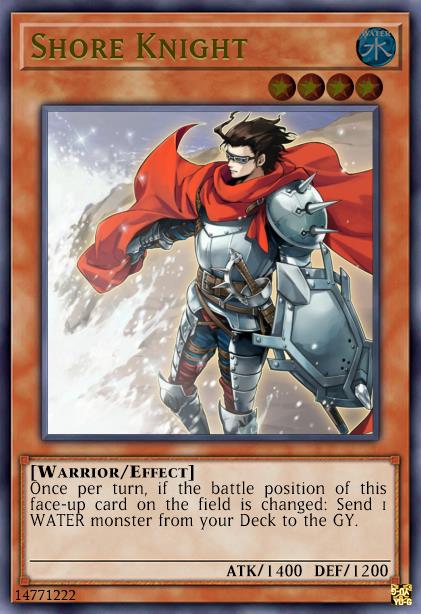 SHORE KNIGHT
WATER
水
[WARRIOR/EFFECT]
Once per turn, if the battle position of this
face-up card on the field is changed: Send 1
WATER monster from your Deck to the GY.
ATK/1400 DEF/1200
14771222